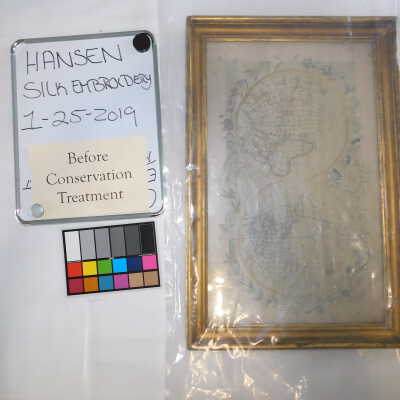 HANSEN
SILK EMBROIDERY
1-25-2019
Before
Conservation
Treatment